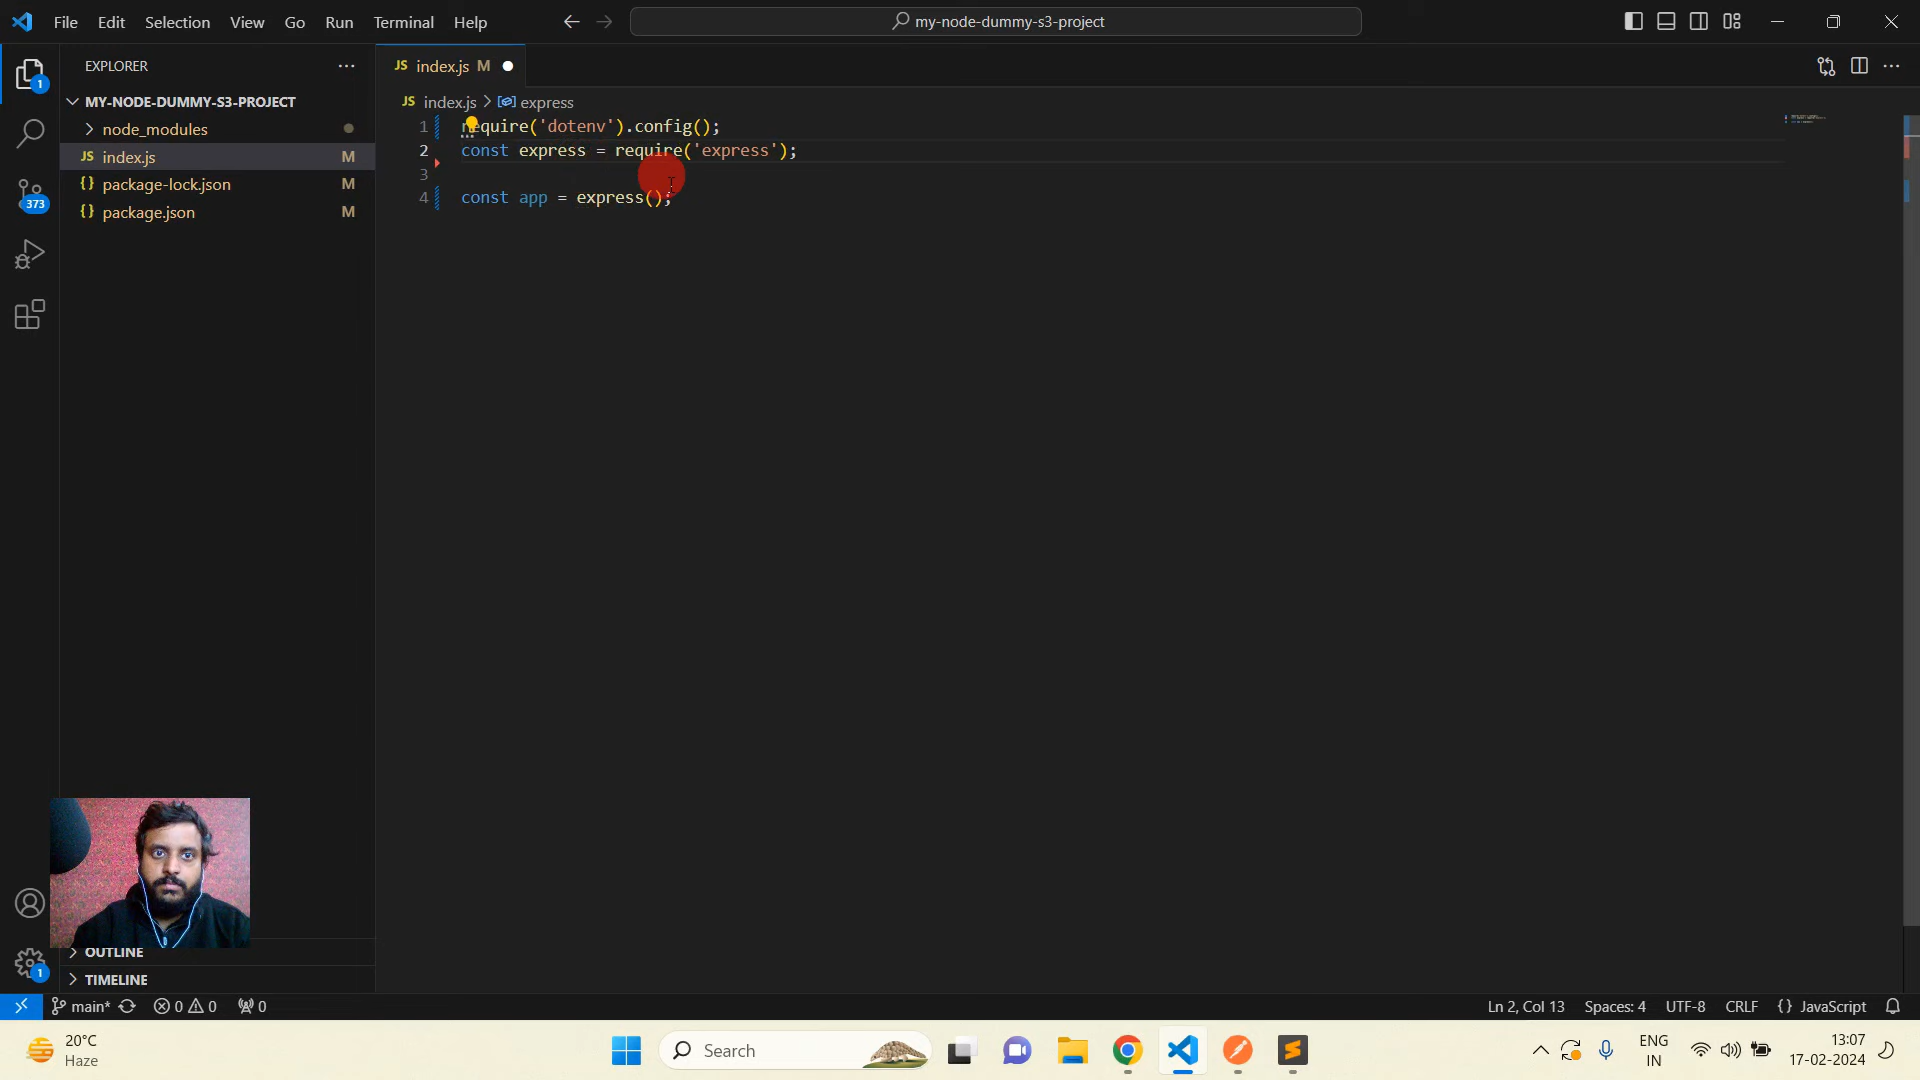 File Edit Selection View Go Run Terminal Help
my-node-dummy-s3-project
EXPLORER
JS index.js M
MY-NODE-DUMMY-S3-PROJECT
JS index.js > express
node_modules
JS index.js M
{} package-lock.json M
{} package.json M
1
373
1 require('dotenv').config();
2 const express = require('express');
3
4 const app = express();
OUTLINE
1
TIMELINE
main* 0 0 0
Ln 2, Col 13 Spaces: 4 UTF-8 CRLF {} JavaScript
20°C
Haze
Search
ENG
IN
13:07
17-02-2024